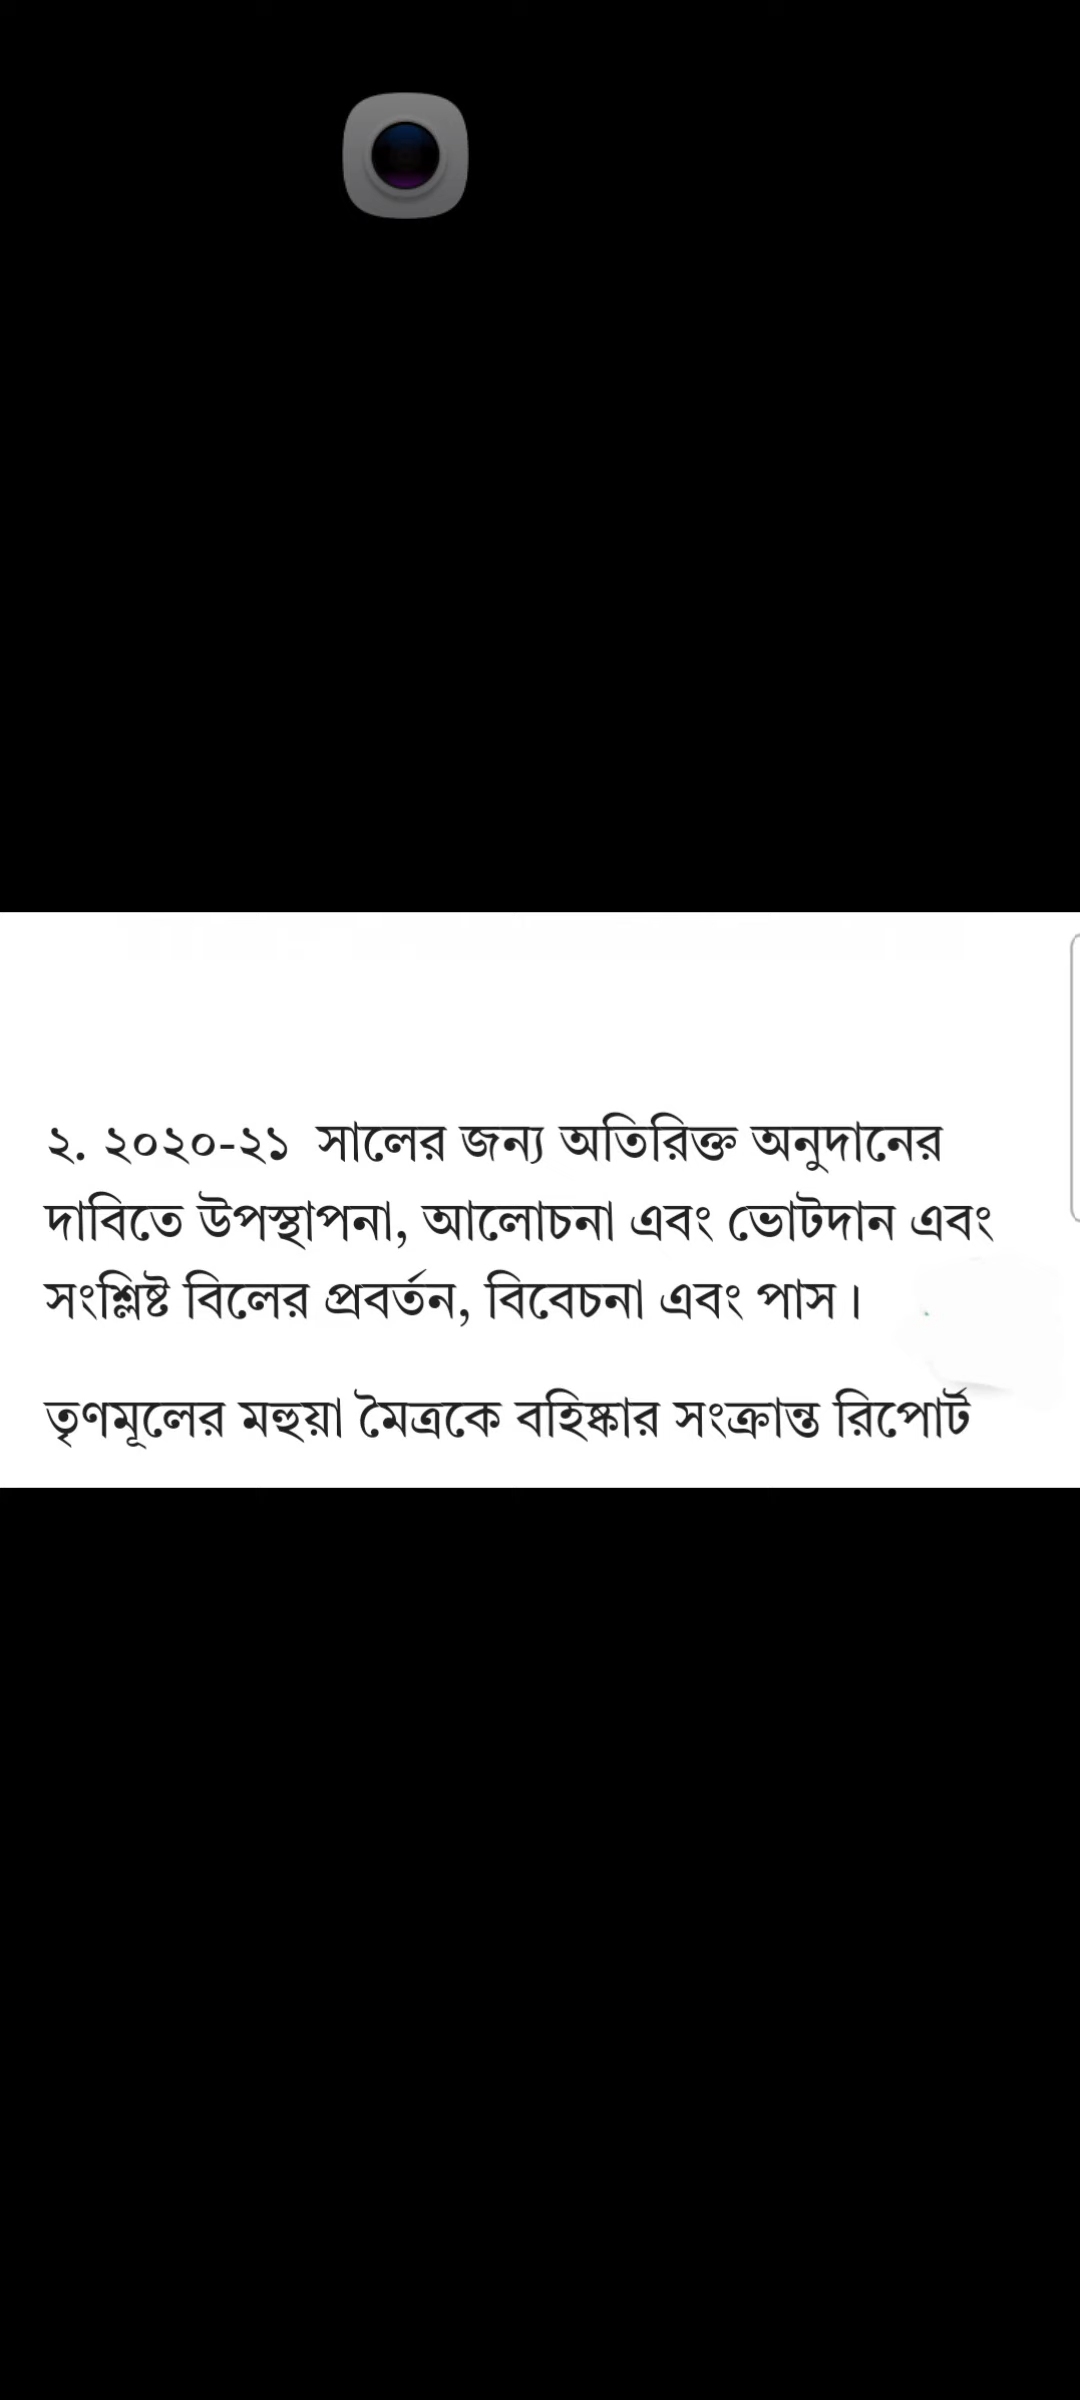 ২. ২০২০-২১ সালের জন্য অতিরিক্ত অনুদানের
দাবিতে উপস্থাপনা, আলোচনা এবং ভোটদান এবং
সংশ্লিষ্ট বিলের প্রবর্তন, বিবেচনা এবং পাস।
তৃণমূলের মহুয়া মৈত্রকে বহিষ্কার সংক্রান্ত রিপোর্ট